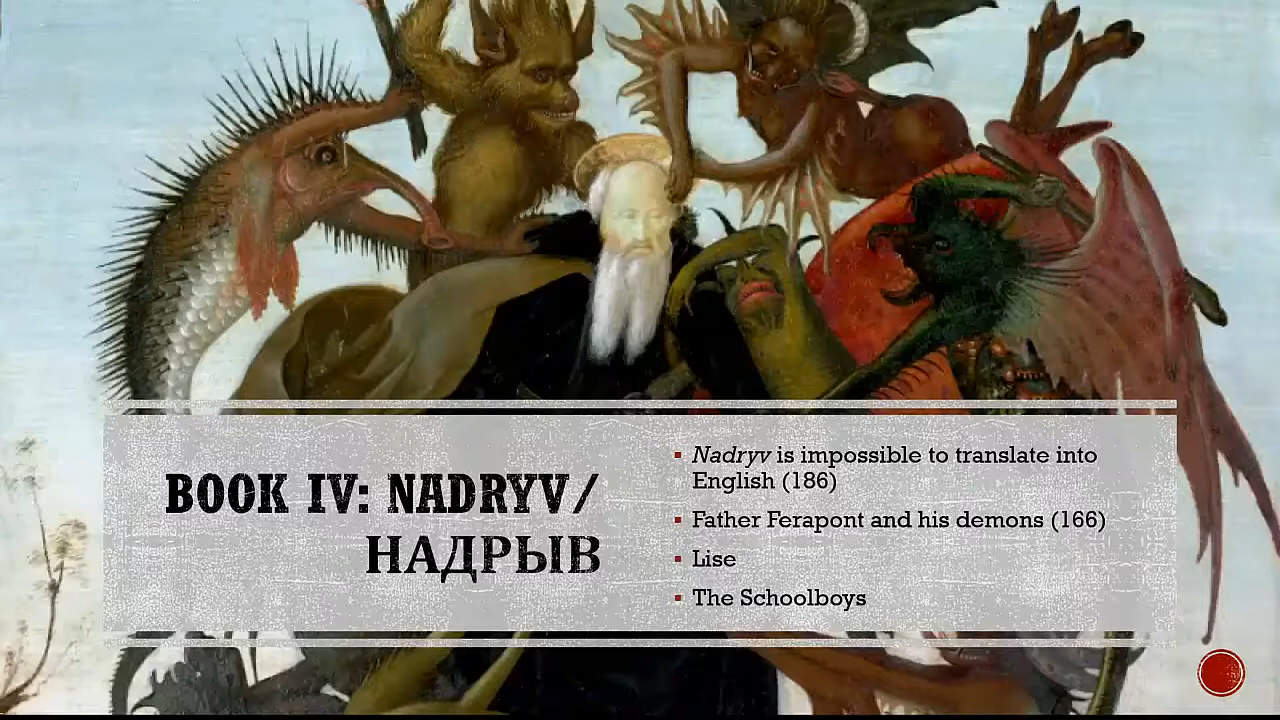 BOOK IV: NADRYV/
НАДРЫВ
Nadryv is impossible to translate into
English (186)
Father Ferapont and his demons (166)
Lise
The Schoolboys